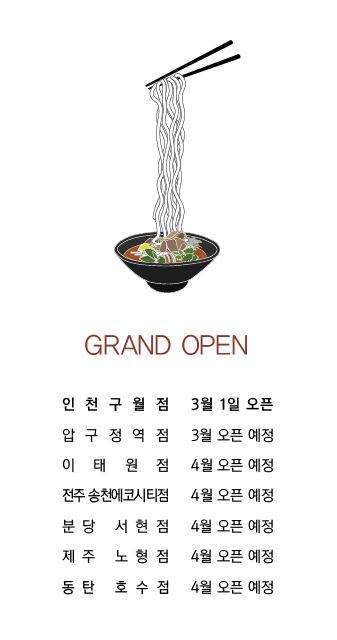 GRAND OPEN
인천구월점 3월 1일 오픈
압구정역점 3월 오픈 예정
이태원점 4월 오픈 예정
전주 송천에코시티점 4월 오픈 예정
분당 서현점 4월 오픈 예정
제주 노형점 4월 오픈 예정
동탄 호수점 4월 오픈 예정